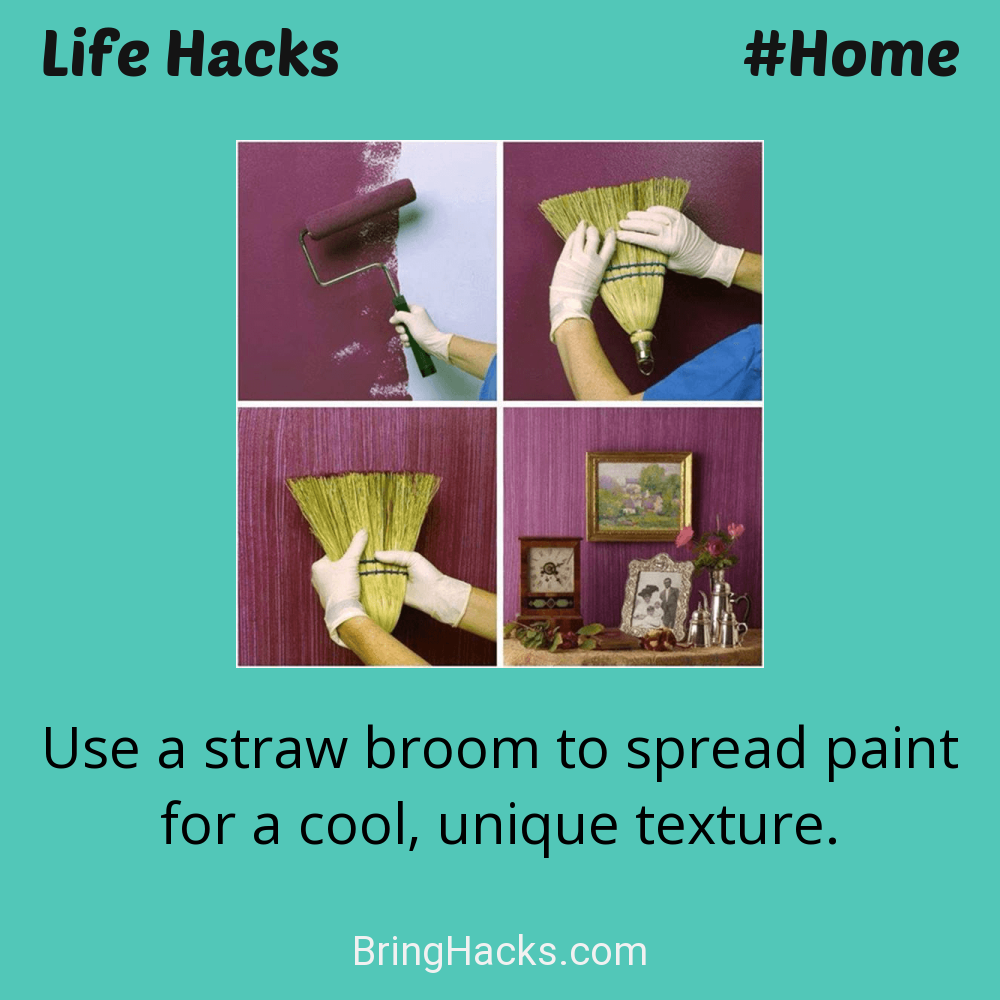 Life Hacks
#Home
Use a straw broom to spread paint
for a cool, unique texture.
BringHacks.com